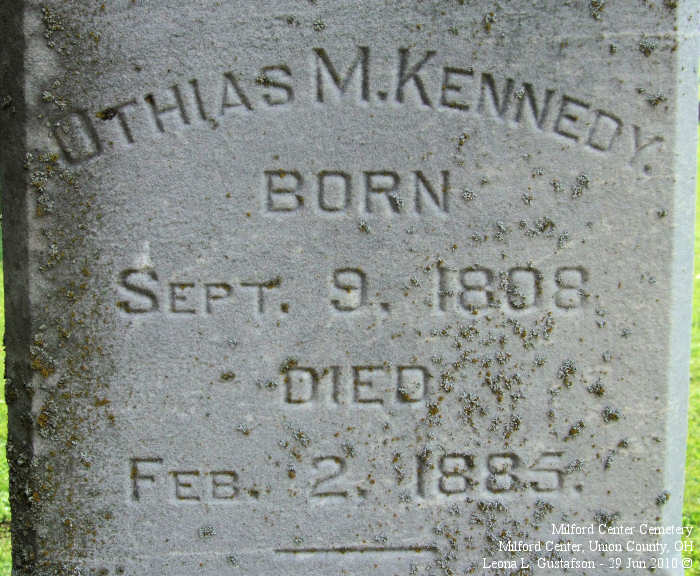 OTHIAS M. KENNEDY.
BORN
SEPT. 9. 1808
DIED
FEB. 2. 1885.
Milford Center Cemetery
Milford Center, Union County, OH
Leona L. Gustafson - 29 Jun 2010 ©